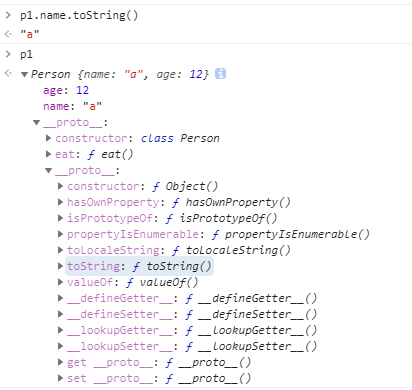 > p1.name.toString()
<· "a"
> p1
<· ▼ Person {name: "a", age: 12} i
age: 12
name: "a"
▼ __proto__:
▶ constructor: class Person
▶ eat: ƒ eat()
▼ __proto__:
▶ constructor: ƒ Object()
▶ hasOwnProperty: ƒ hasOwnProperty()
▶ isPrototypeOf: ƒ isPrototypeOf()
▶ propertyIsEnumerable: ƒ propertyIsEnumerable()
▶ toLocaleString: ƒ toLocaleString()
▶ toString: ƒ toString()
▶ valueOf: ƒ valueOf()
▶ __defineGetter__: ƒ __defineGetter__()
▶ __defineSetter__: ƒ __defineSetter__()
▶ __lookupGetter__: ƒ __lookupGetter__()
▶ __lookupSetter__: ƒ __lookupSetter__()
▶ get __proto__: ƒ __proto__()
▶ set __proto__: ƒ __proto__()